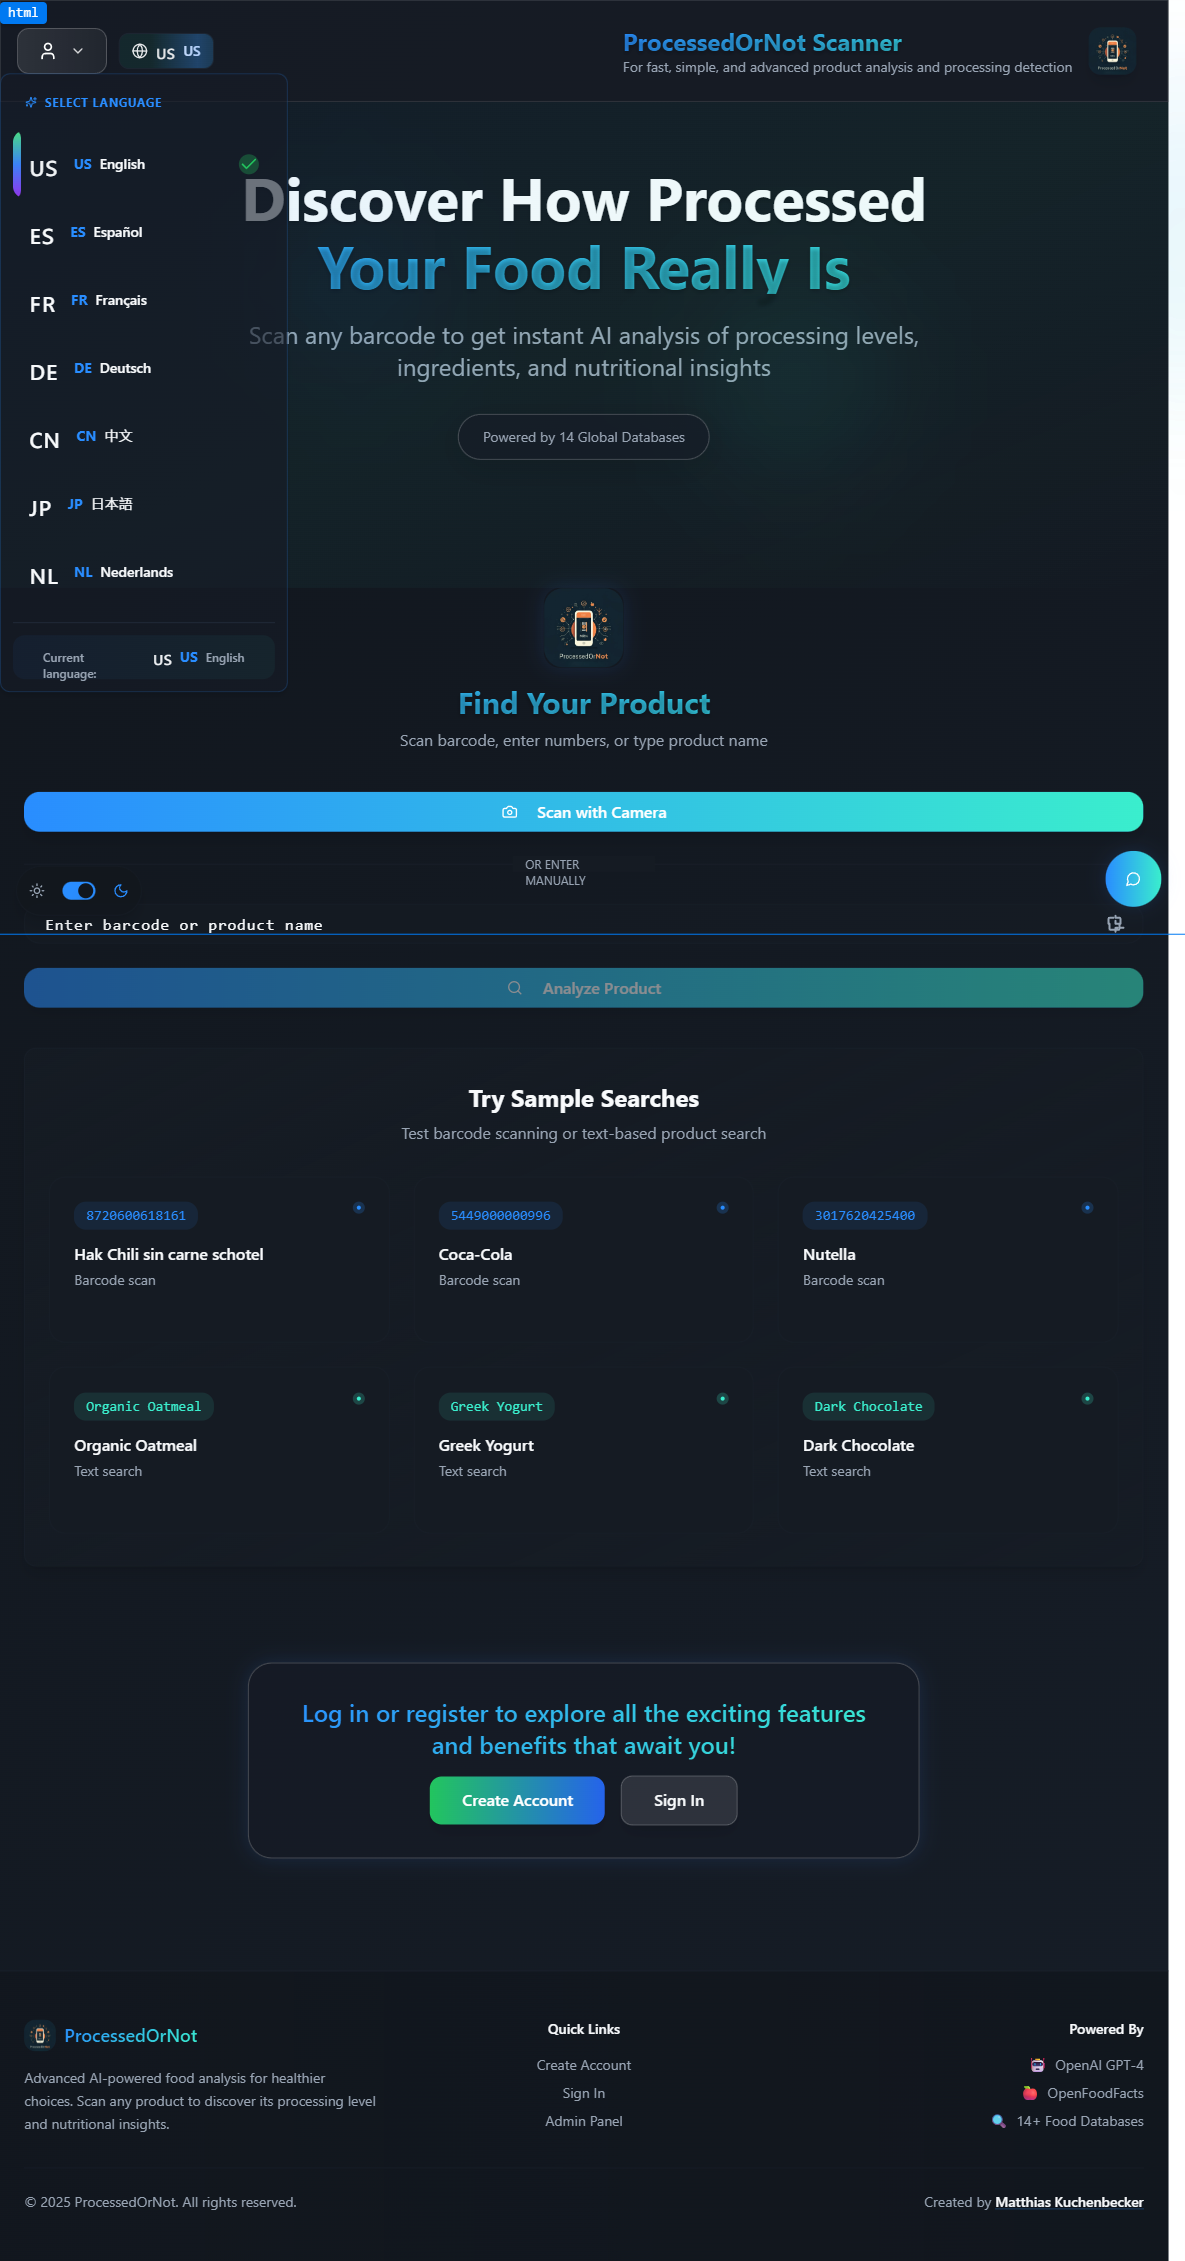 html
US US
ProcessedOrNot Scanner
For fast, simple, and advanced product analysis and processing detection
SELECT LANGUAGE
US US English
ES ES Español
FR FR Français
DE DE Deutsch
CN CN 中文
JP JP 日本語
NL NL Nederlands
Current language:
US US English
Discover How Processed
Your Food Really Is
Scan any barcode to get instant AI analysis of processing levels,
ingredients, and nutritional insights
Powered by 14 Global Databases
ProcessedOrNot
Find Your Product
Scan barcode, enter numbers, or type product name
Scan with Camera
OR ENTER
MANUALLY
Enter barcode or product name
Analyze Product
Try Sample Searches
Test barcode scanning or text-based product search
8720600618161
Hak Chili sin carne schotel
Barcode scan
5449000000996
Coca-Cola
Barcode scan
3017620425400
Nutella
Barcode scan
Organic Oatmeal
Organic Oatmeal
Text search
Greek Yogurt
Greek Yogurt
Text search
Dark Chocolate
Dark Chocolate
Text search
Log in or register to explore all the exciting features
and benefits that await you!
Create Account
Sign In
ProcessedOrNot
Advanced AI-powered food analysis for healthier
choices. Scan any product to discover its processing level
and nutritional insights.
Quick Links
Create Account
Sign In
Admin Panel
Powered By
OpenAI GPT-4
OpenFoodFacts
14+ Food Databases
© 2025 ProcessedOrNot. All rights reserved.
Created by Matthias Kuchenbecker